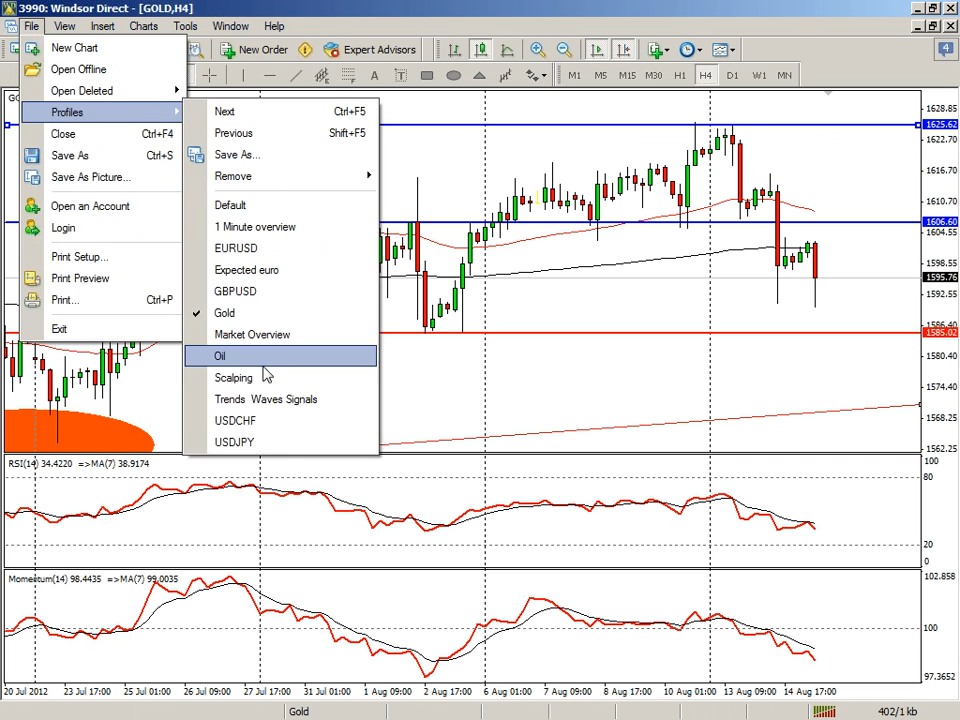 3990: Windsor Direct - [GOLD,H4]
File View Insert Charts Tools Window Help
New Order Expert Advisors 4
A T M1 M5 M15 M30 H1 H4 D1 W1 MN
New Chart
Open Offline
Open Deleted
Profiles
Close Ctrl+F4
Save As Ctrl+S
Save As Picture...
Open an Account
Login
Print Setup...
Print Preview
Print... Ctrl+P
Exit
Next Ctrl+F5
Previous Shift+F5
Save As...
Remove
Default
1 Minute overview
EURUSD
Expected euro
GBPUSD
Gold
Market Overview
Oil
Scalping
Trends Waves Signals
USDCHF
USDJPY
1628.85
1625.62
1622.80
1616.70
1610.70
1606.60
1604.55
1598.55
1595.76
1592.55
1586.40
1585.02
1580.40
1574.40
1568.25
1562.25
RSI(14) 34.4220 =>MA(7) 38.9174
100
80
20
0
Momentum(14) 98.4435 =>MA(7) 99.0035
102.858
100
97.3652
20 Jul 2012 23 Jul 17:00 25 Jul 01:00 26 Jul 09:00 27 Jul 17:00 31 Jul 01:00 1 Aug 09:00 2 Aug 17:00 6 Aug 01:00 7 Aug 09:00 8 Aug 17:00 10 Aug 01:00 13 Aug 09:00 14 Aug 17:00
Gold 402/1 kb